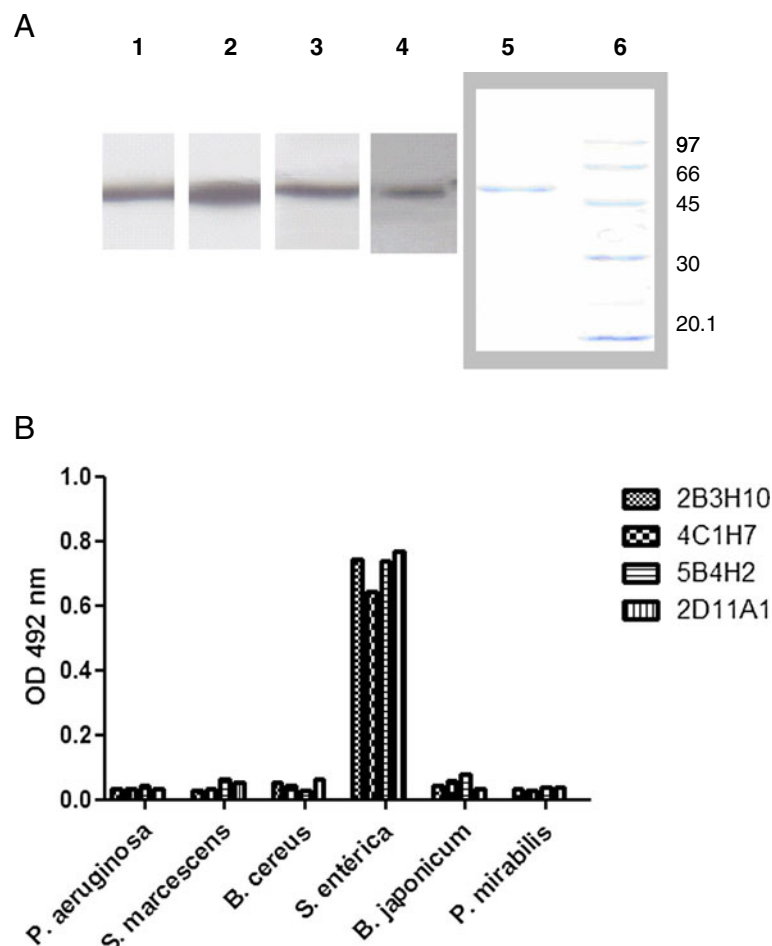 A
1 2 3 4 5 6
97
66
45
30
20.1
B
1.0
0.8
0.6
0.4
0.2
0.0
OD 492 nm
2B3H10
4C1H7
5B4H2
2D11A1
P. aeruginosa
S. marcescens
B. cereus
S. entérica
B. japonicum
P. mirabilis